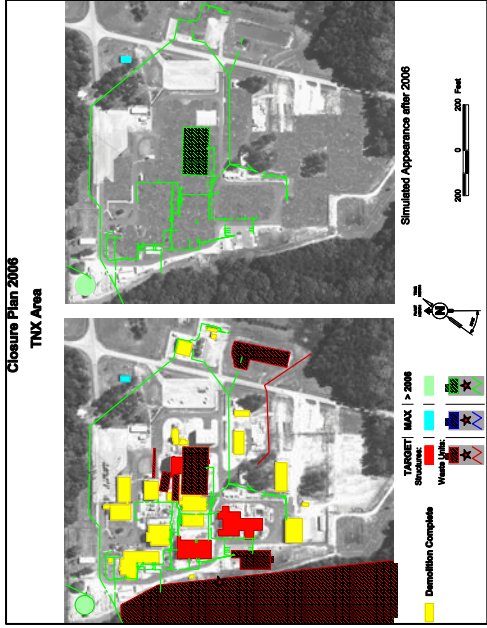 Closure Plan 2006
TNX Area
Simulated Appearance after 2006
200 0 200 Feet
N
TARGET MAX > 2006
Structures:
Waste Units:
Demolition Complete